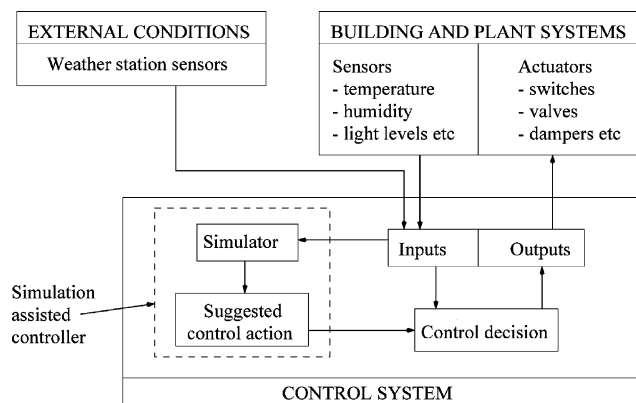 EXTERNAL CONDITIONS
Weather station sensors
BUILDING AND PLANT SYSTEMS
Sensors
- temperature
- humidity
- light levels etc
Actuators
- switches
- valves
- dampers etc
Simulator
Inputs
Outputs
Suggested
control action
Control decision
Simulation
assisted
controller
CONTROL SYSTEM